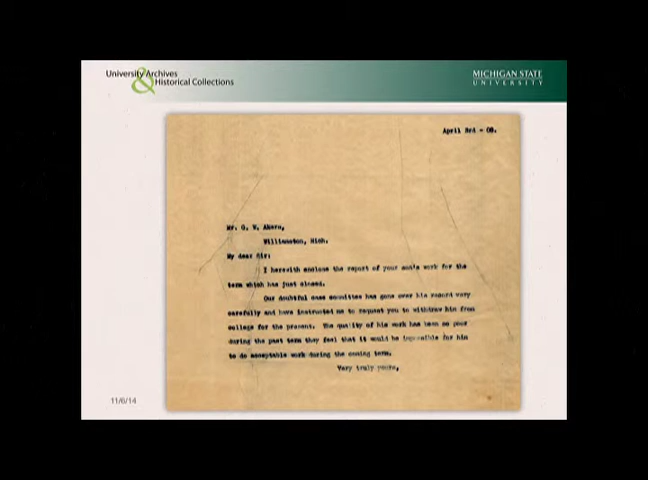 University Archives
& Historical Collections
MICHIGAN STATE
UNIVERSITY
April 3rd - 08.
Mr. G. W. Akers,
Williamston, Mich.
My dear Sir:
I herewith enclose the report of your son's work for the
term which has just closed.
Our doubtful case committee has gone over his record very
carefully and have instructed me to request you to withdraw him from
college for the present. The quality of his work has been so poor
during the past term they feel that it would be impossible for him
to do acceptable work during the coming term.
Very truly yours,
11/6/14